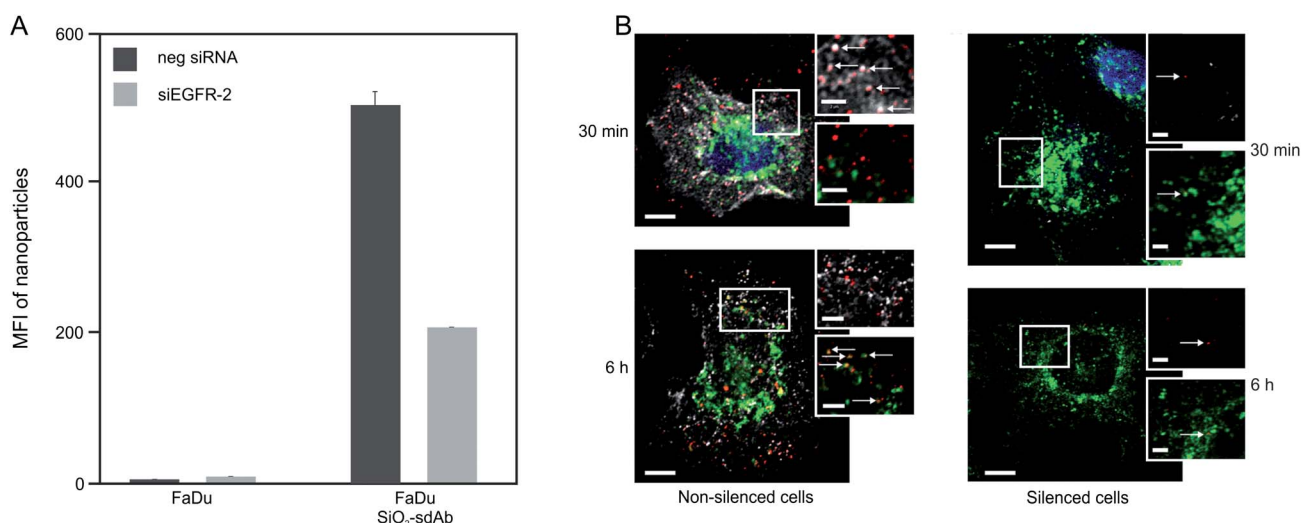 A
600
400
200
0
MFI of nanoparticles
neg siRNA
siEGFR-2
FaDu
FaDu
SiO₂-sdAb
B
30 min
6 h
Non-silenced cells
30 min
6 h
Silenced cells